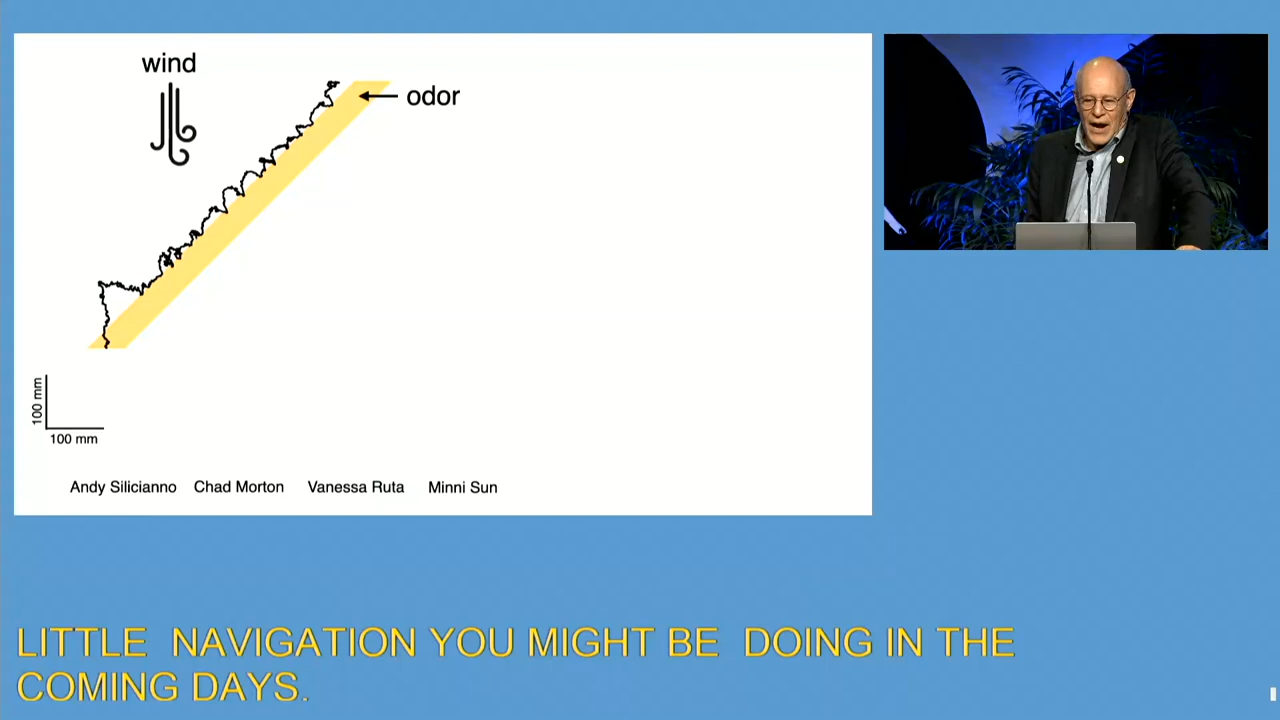 wind
odor
100 mm
100 mm
Andy Silicianno Chad Morton Vanessa Ruta Minni Sun
LITTLE NAVIGATION YOU MIGHT BE DOING IN THE
COMING DAYS.